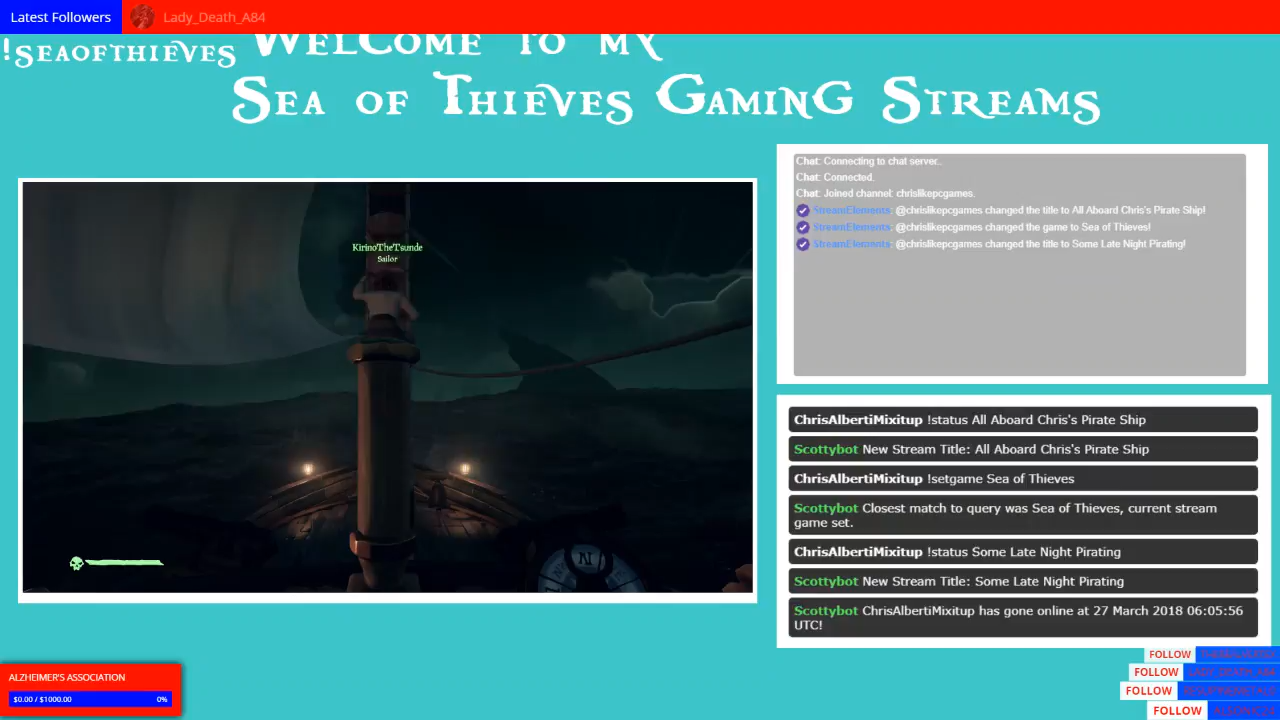 Latest Followers Lady_Death_A84
!SEAOFTHIEVES WELCOME TO MY
SEA OF THIEVES GAMING STREAMS
Chat: Connecting to chat server..
Chat: Connected.
Chat: Joined channel: chrislikepcgames.
StreamElements: @chrislikepcgames changed the title to All Aboard Chris's Pirate Ship!
StreamElements: @chrislikepcgames changed the game to Sea of Thieves!
StreamElements: @chrislikepcgames changed the title to Some Late Night Pirating!
KirinoTheTsunde
Sailor
N
ChrisAlbertiMixitup !status All Aboard Chris's Pirate Ship
Scottybot New Stream Title: All Aboard Chris's Pirate Ship
ChrisAlbertiMixitup !setgame Sea of Thieves
Scottybot Closest match to query was Sea of Thieves, current stream
game set.
ChrisAlbertiMixitup !status Some Late Night Pirating
Scottybot New Stream Title: Some Late Night Pirating
Scottybot ChrisAlbertiMixitup has gone online at 27 March 2018 06:05:56
UTC!
ALZHEIMER'S ASSOCIATION
$0.00 / $1000.00 0%
FOLLOW
FOLLOW LADY_DEATH_A84
FOLLOW
FOLLOW